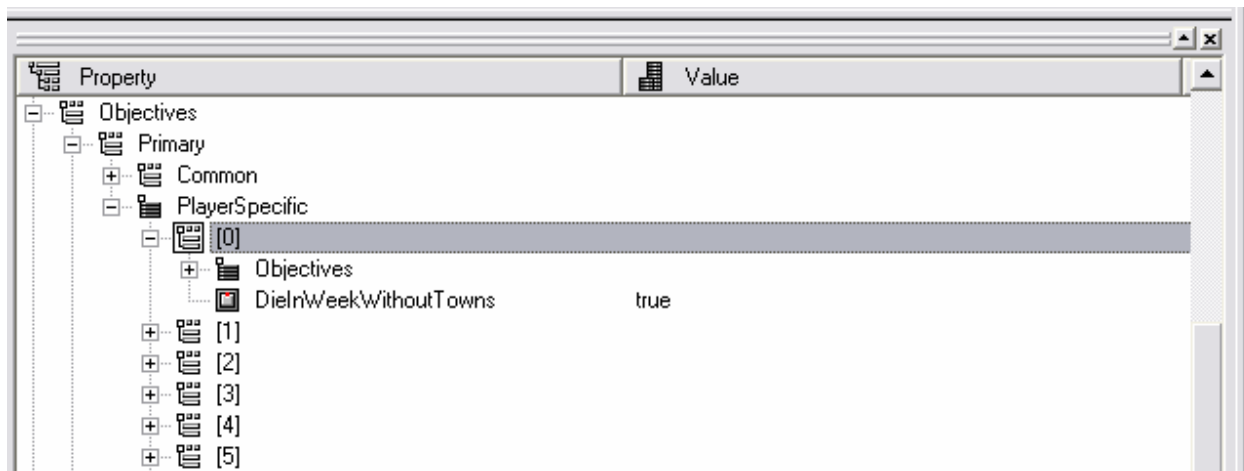 Property Value
Objectives
Primary
Common
PlayerSpecific
[0]
Objectives
DieInWeekWithoutTowns true
[1]
[2]
[3]
[4]
[5]